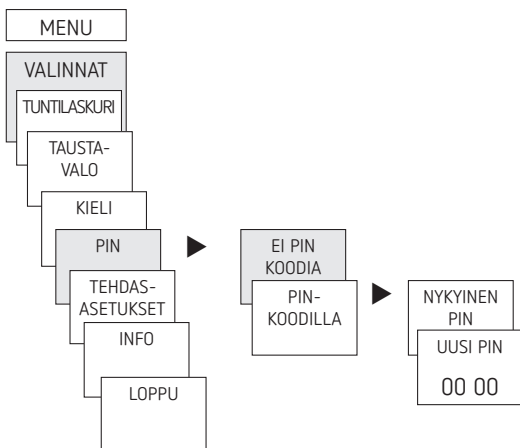 MENU
VALINNAT
TUNTILASKURI
TAUSTA-
VALO
KIELI
PIN
TEHDAS-
ASETUKSET
INFO
LOPPU
EI PIN
KOODIA
PIN-
KOODILLA
NYKYINEN
PIN
UUSI PIN
00 00